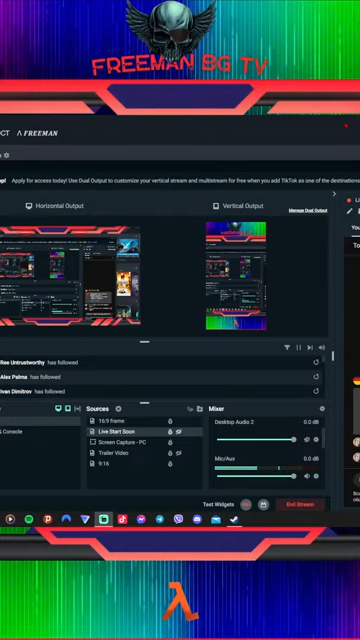 FREEMAN BG TV
FREEMAN
Apply for access today! Use Dual Output to customize your vertical stream and multistream for free when you add TikTok as one of the destinations
Horizontal Output
Vertical Output
Manage Dual Output
Ree Untrustworthy has followed
Alex Palma has followed
Ivan Dimitrov has followed
& Console
Sources
16:9 frame
Live Start Soon
Screen Capture - PC
Trailer Video
9:16
Mixer
Desktop Audio 2
0.0 dB
Mic/Aux
0.0 dB
Test Widgets
End Stream
λ